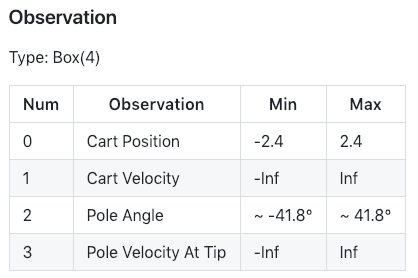 Observation
Type: Box(4)
Num Observation Min Max
0 Cart Position -2.4 2.4
1 Cart Velocity -Inf Inf
2 Pole Angle ~ -41.8° ~ 41.8°
3 Pole Velocity At Tip -Inf Inf